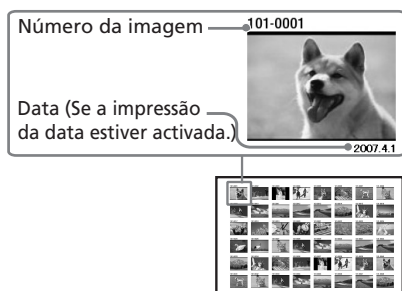 Número da imagem
101-0001
Data (Se a impressão
da data estiver activada.)
2007.4.1